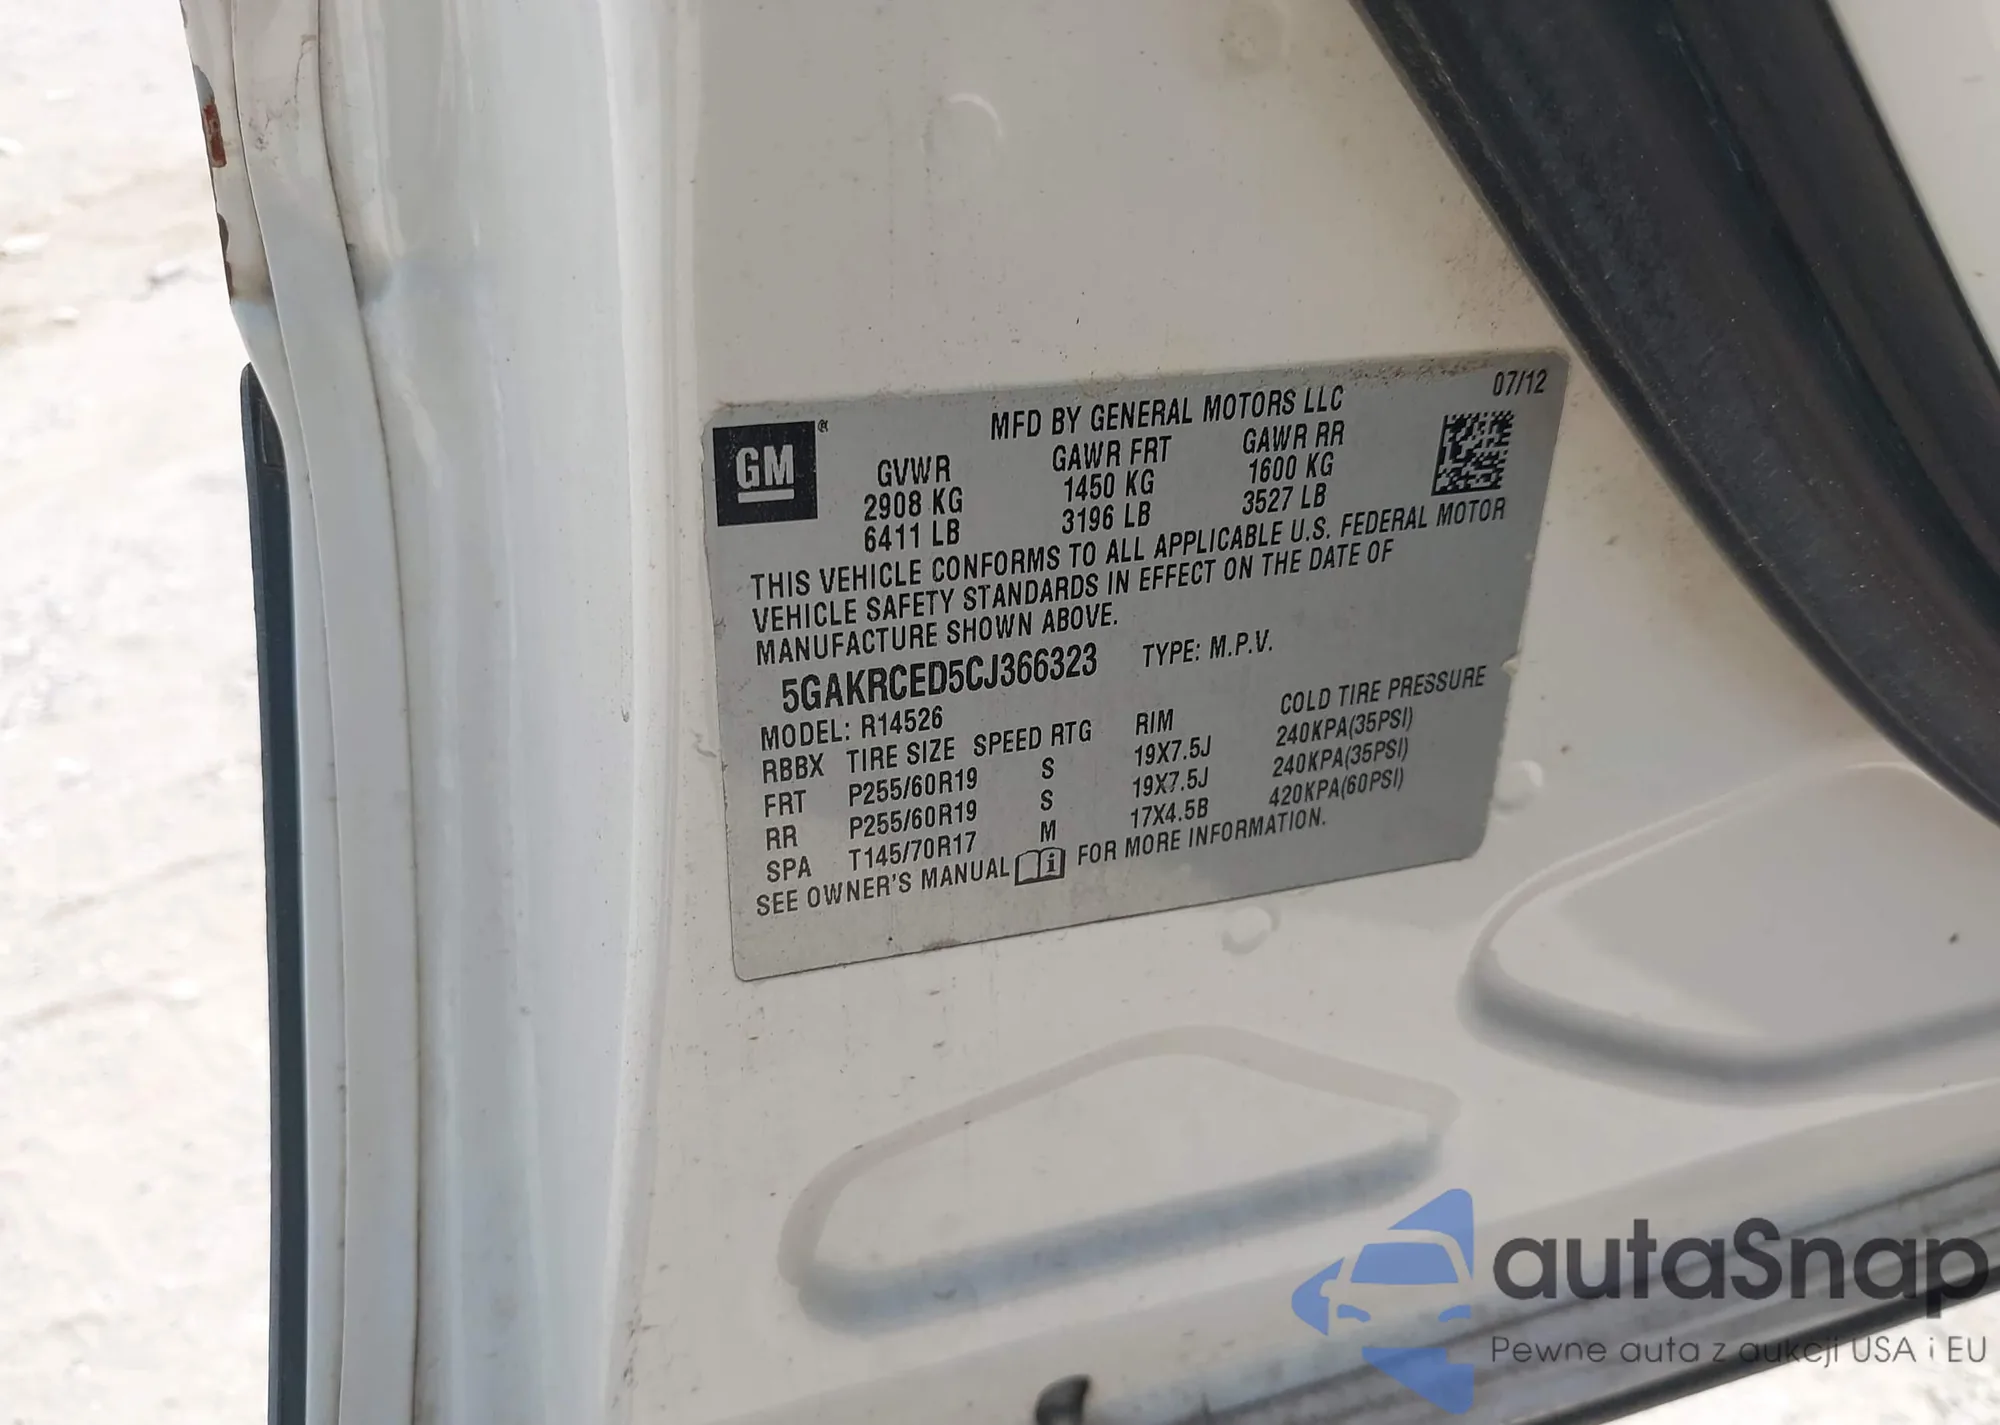 07/12
MFD BY GENERAL MOTORS LLC
GM®
GVWR GAWR FRT GAWR RR
2908 KG 1450 KG 1600 KG
6411 LB 3196 LB 3527 LB
THIS VEHICLE CONFORMS TO ALL APPLICABLE U.S. FEDERAL MOTOR
VEHICLE SAFETY STANDARDS IN EFFECT ON THE DATE OF
MANUFACTURE SHOWN ABOVE.
5GAKRCED5CJ366323 TYPE: M.P.V.
MODEL: R14526
RBBX TIRE SIZE SPEED RTG RIM COLD TIRE PRESSURE
FRT P255/60R19 S 19X7.5J 240KPA(35PSI)
RR P255/60R19 S 19X7.5J 240KPA(35PSI)
SPA T145/70R17 M 17X4.5B 420KPA(60PSI)
SEE OWNER'S MANUAL FOR MORE INFORMATION.
autaSnap
Pewne auta z aukcji USA i EU